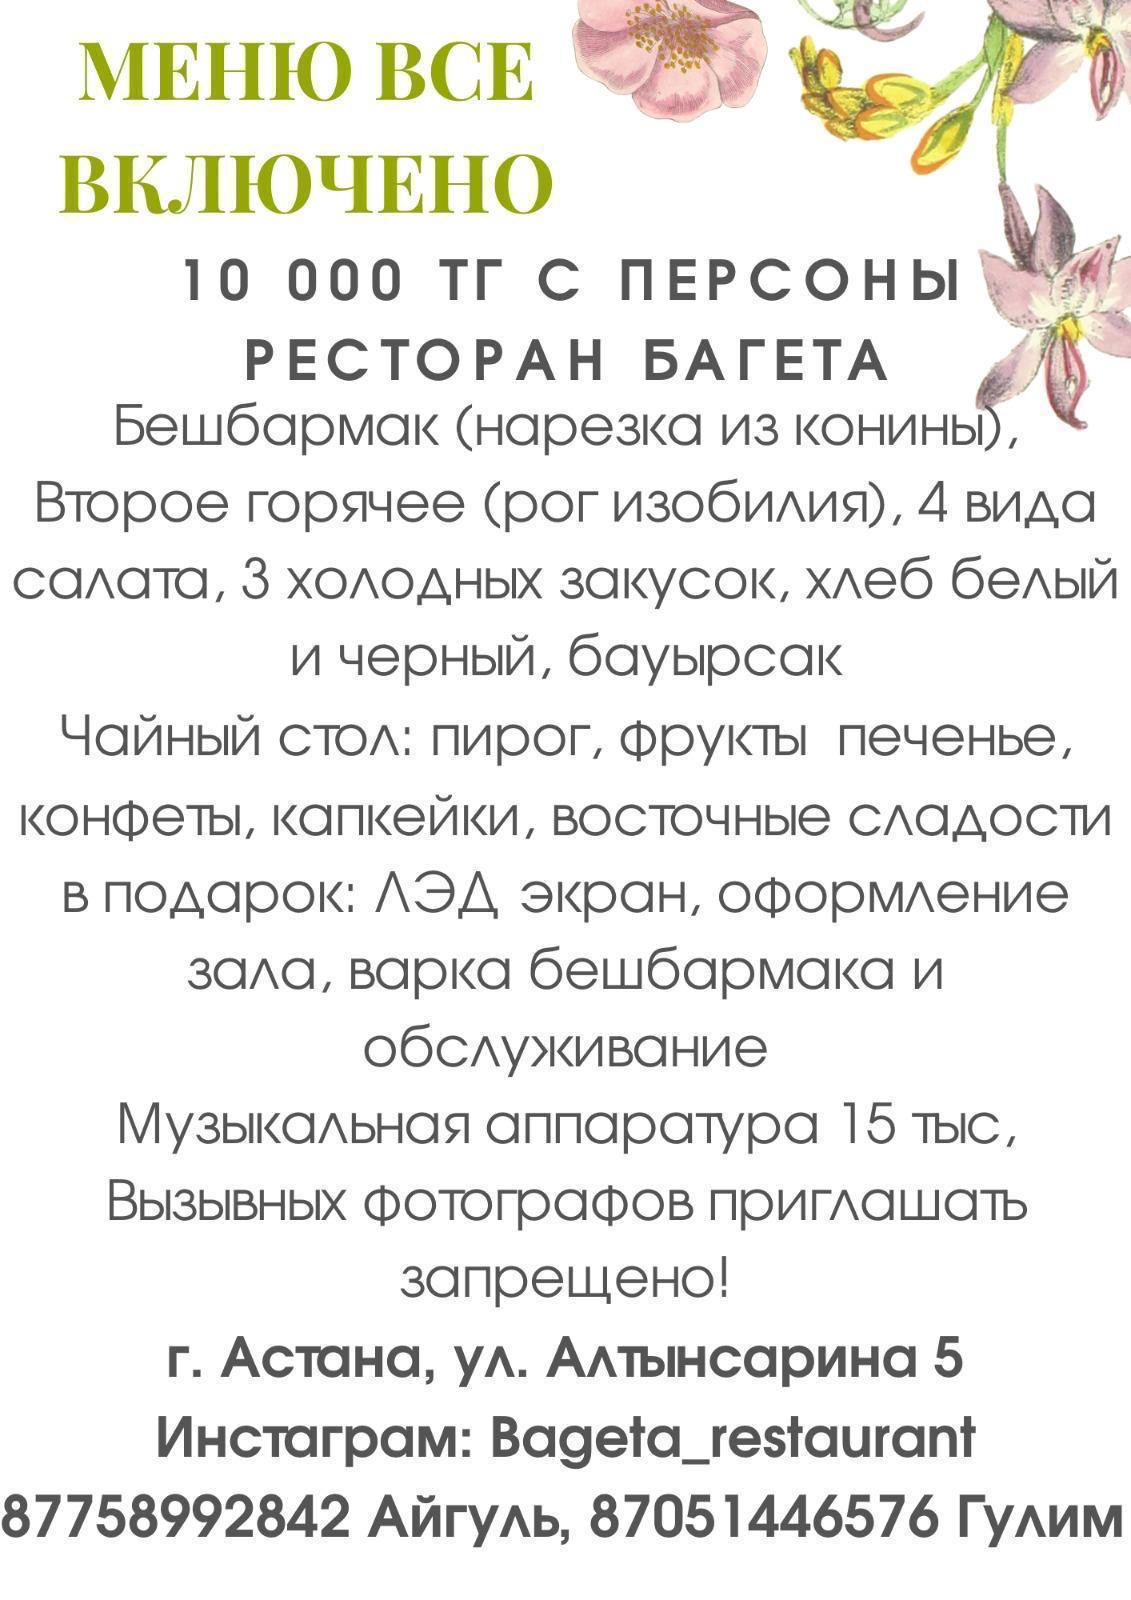 МЕНЮ ВСЕ
ВКЛЮЧЕНО
10 000 ТГ С ПЕРСОНЫ
РЕСТОРАН БАГЕТА
Бешбармак (нарезка из конины),
Второе горячее (рог изобилия), 4 вида
салата, 3 холодных закусок, хлеб белый
и черный, бауырсак
Чайный стол: пирог, фрукты печенье,
конфеты, капкейки, восточные сладости
в подарок: ЛЭД экран, оформление
зала, варка бешбармака и
обслуживание
Музыкальная аппаратура 15 тыс,
Вызывных фотографов приглашать
запрещено!
г. Астана, ул. Алтынсарина 5
Инстаграм: Bageta_restaurant
87758992842 Айгуль, 87051446576 Гулим